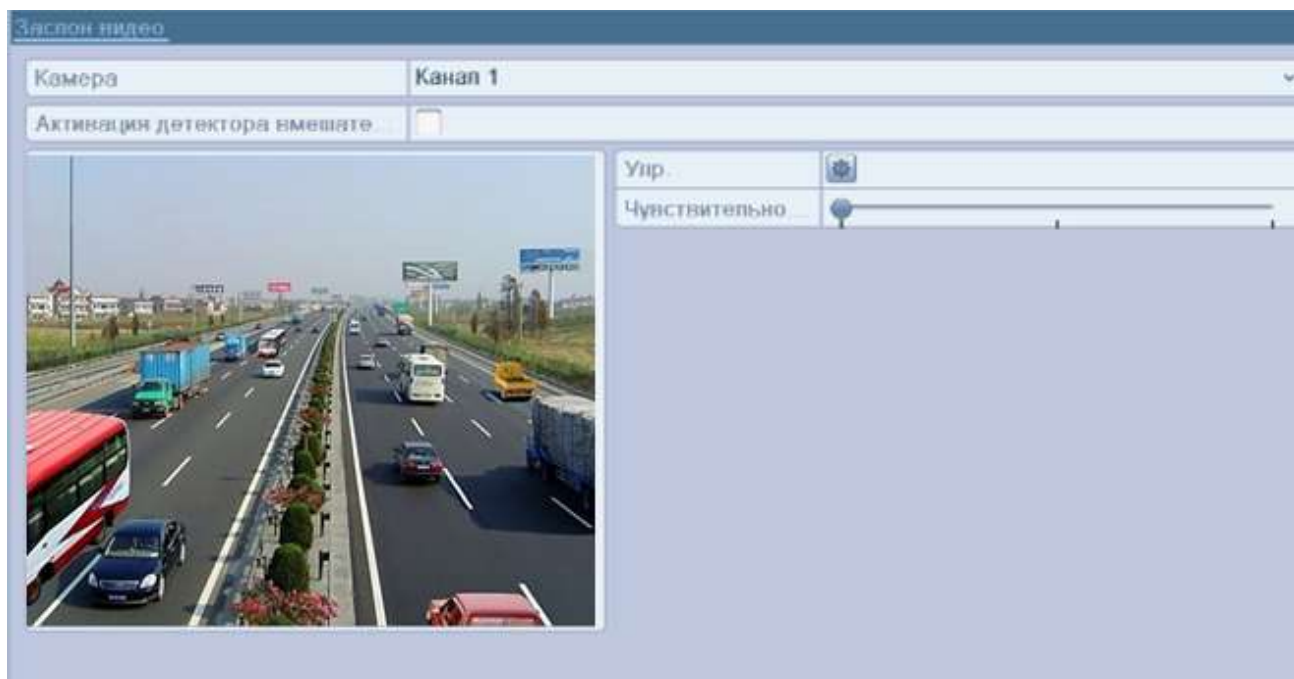 Заслон видео
Камера
Канал 1
Активация детектора вмешате...
Упр.
Чувствительно...